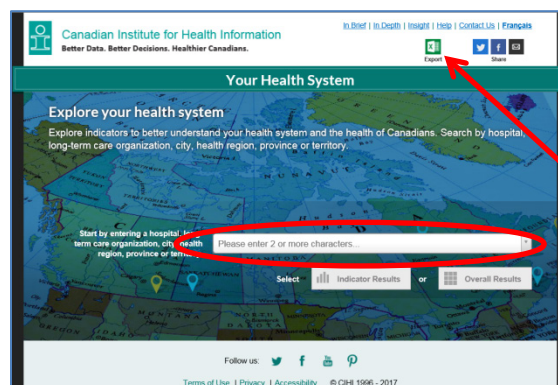 Canadian Institute for Health Information
Better Data. Better Decisions. Healthier Canadians.
In Brief | In Depth | Insight | Help | Contact Us | Français
Export
Share
Your Health System
Explore your health system
Explore indicators to better understand your health system and the health of Canadians. Search by hospital,
long-term care organization, city, health region, province or territory.
Start by entering a hospital, long-
term care organization, city, health
region, province or territory
Please enter 2 or more characters...
Select
Indicator Results
or
Overall Results
Follow us:
Terms of Use | Privacy | Accessibility © CIHI 1996 - 2017